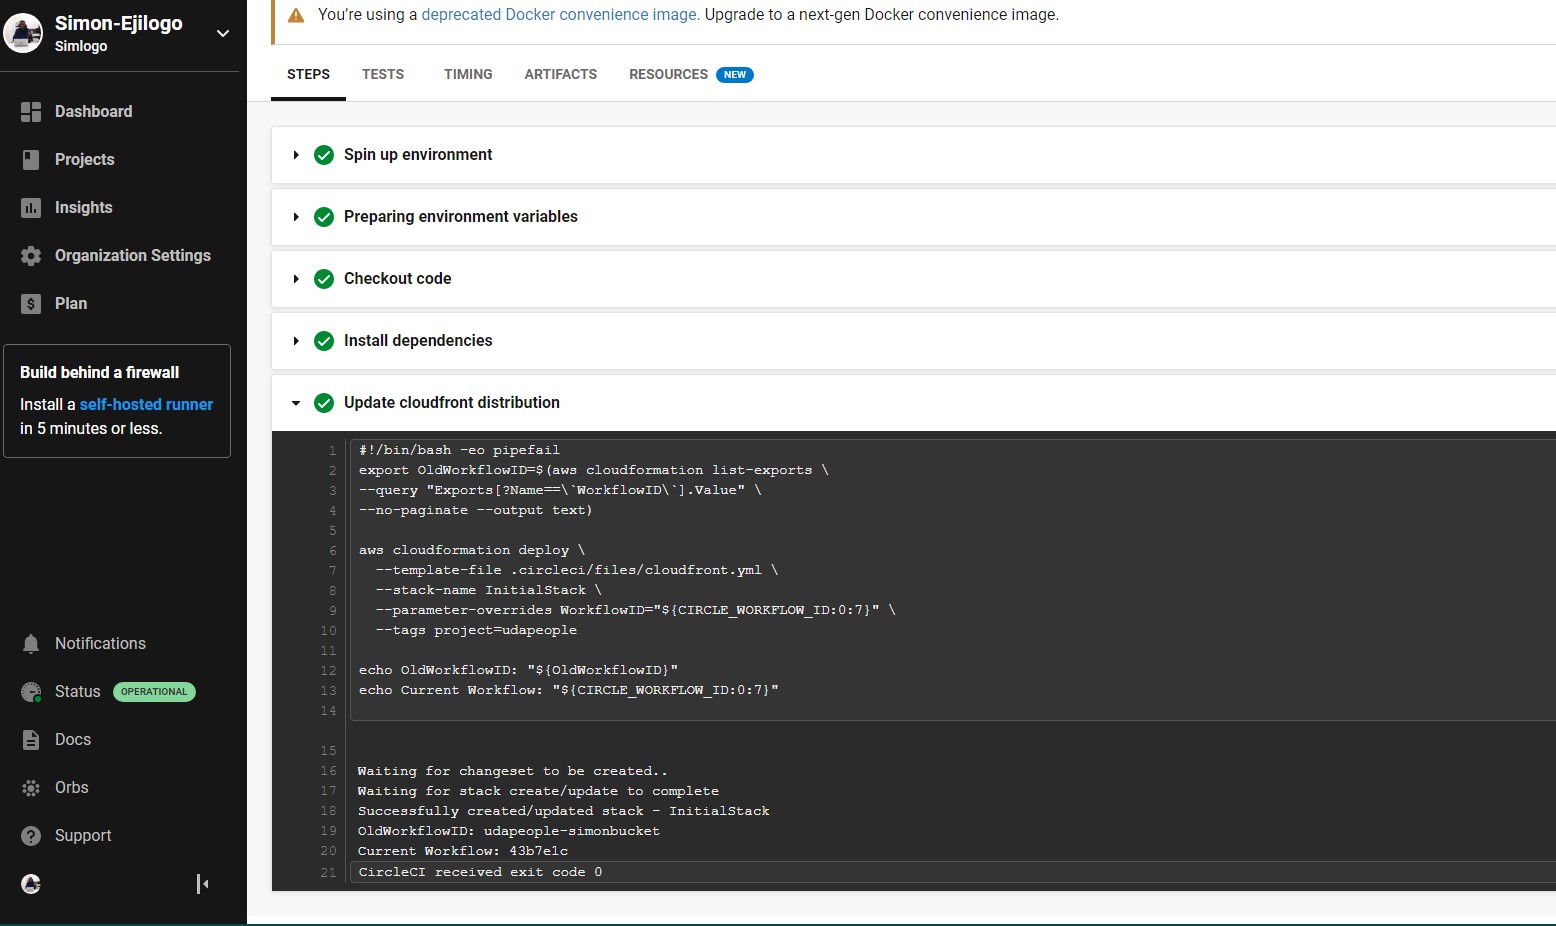 Simon-Ejilogo
Simlogo
Dashboard
Projects
Insights
Organization Settings
Plan
Build behind a firewall
Install a self-hosted runner
in 5 minutes or less.
Notifications
Status OPERATIONAL
Docs
Orbs
Support
You're using a deprecated Docker convenience image. Upgrade to a next-gen Docker convenience image.
STEPS TESTS TIMING ARTIFACTS RESOURCES NEW
Spin up environment
Preparing environment variables
Checkout code
Install dependencies
Update cloudfront distribution
1 #!/bin/bash -eo pipefail
2 export OldWorkflowID=$(aws cloudformation list-exports \
3 --query "Exports[?Name==\`WorkflowID\`].Value" \
4 --no-paginate --output text)
5
6 aws cloudformation deploy \
7 --template-file .circleci/files/cloudfront.yml \
8 --stack-name InitialStack \
9 --parameter-overrides WorkflowID="${CIRCLE_WORKFLOW_ID:0:7}" \
10 --tags project=udapeople
11
12 echo OldWorkflowID: "${OldWorkflowID}"
13 echo Current Workflow: "${CIRCLE_WORKFLOW_ID:0:7}"
14
15
16 Waiting for changeset to be created..
17 Waiting for stack create/update to complete
18 Successfully created/updated stack - InitialStack
19 OldWorkflowID: udapeople-simonbucket
20 Current Workflow: 43b7e1c
21 CircleCI received exit code 0